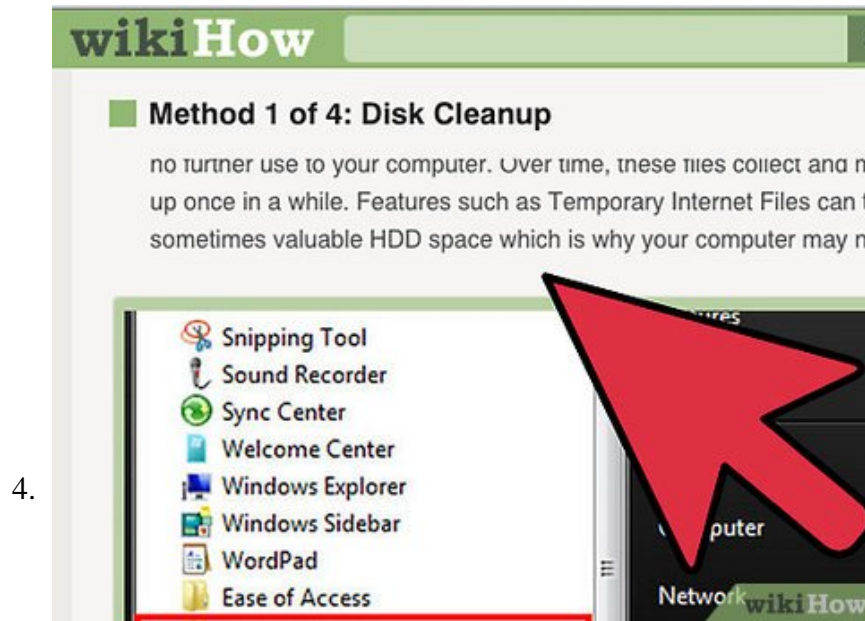 wikiHow
Method 1 of 4: Disk Cleanup
no further use to your computer. Over time, these files collect and
up once in a while. Features such as Temporary Internet Files can
sometimes valuable HDD space which is why your computer may
Snipping Tool
Sound Recorder
Sync Center
Welcome Center
4.
Windows Explorer
Windows Sidebar
WordPad
Ease of Access
Network
wikiHow